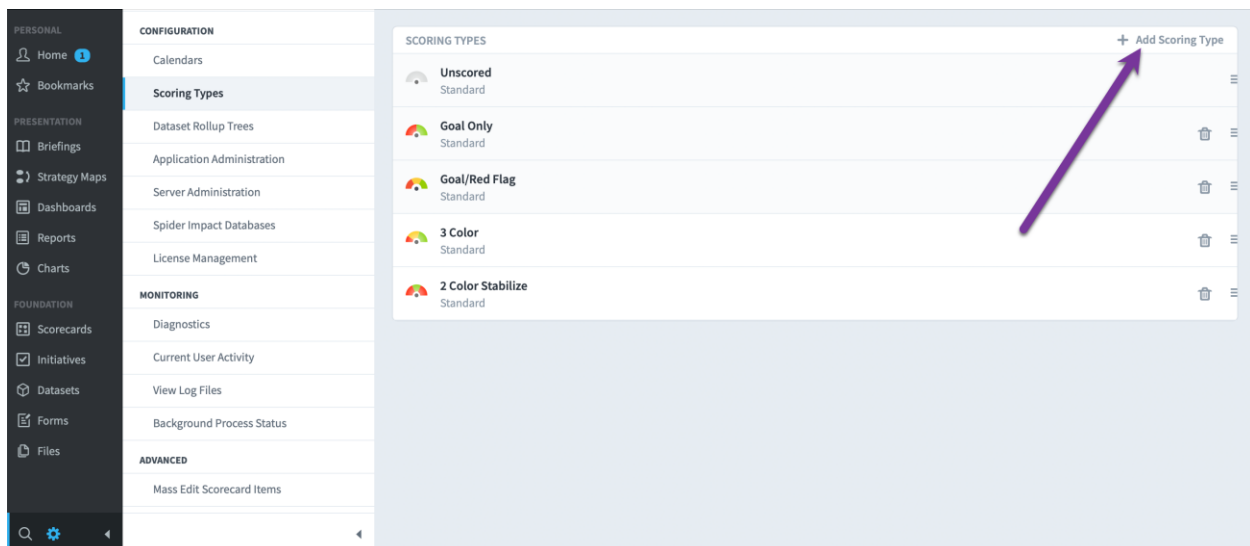 PERSONAL
Home 1
Bookmarks
PRESENTATION
Briefings
Strategy Maps
Dashboards
Reports
Charts
FOUNDATION
Scorecards
Initiatives
Datasets
Forms
Files
CONFIGURATION
Calendars
Scoring Types
Dataset Rollup Trees
Application Administration
Server Administration
Spider Impact Databases
License Management
MONITORING
Diagnostics
Current User Activity
View Log Files
Background Process Status
ADVANCED
Mass Edit Scorecard Items
SCORING TYPES
+ Add Scoring Type
Unscored
Standard
Goal Only
Standard
Goal/Red Flag
Standard
3 Color
Standard
2 Color Stabilize
Standard